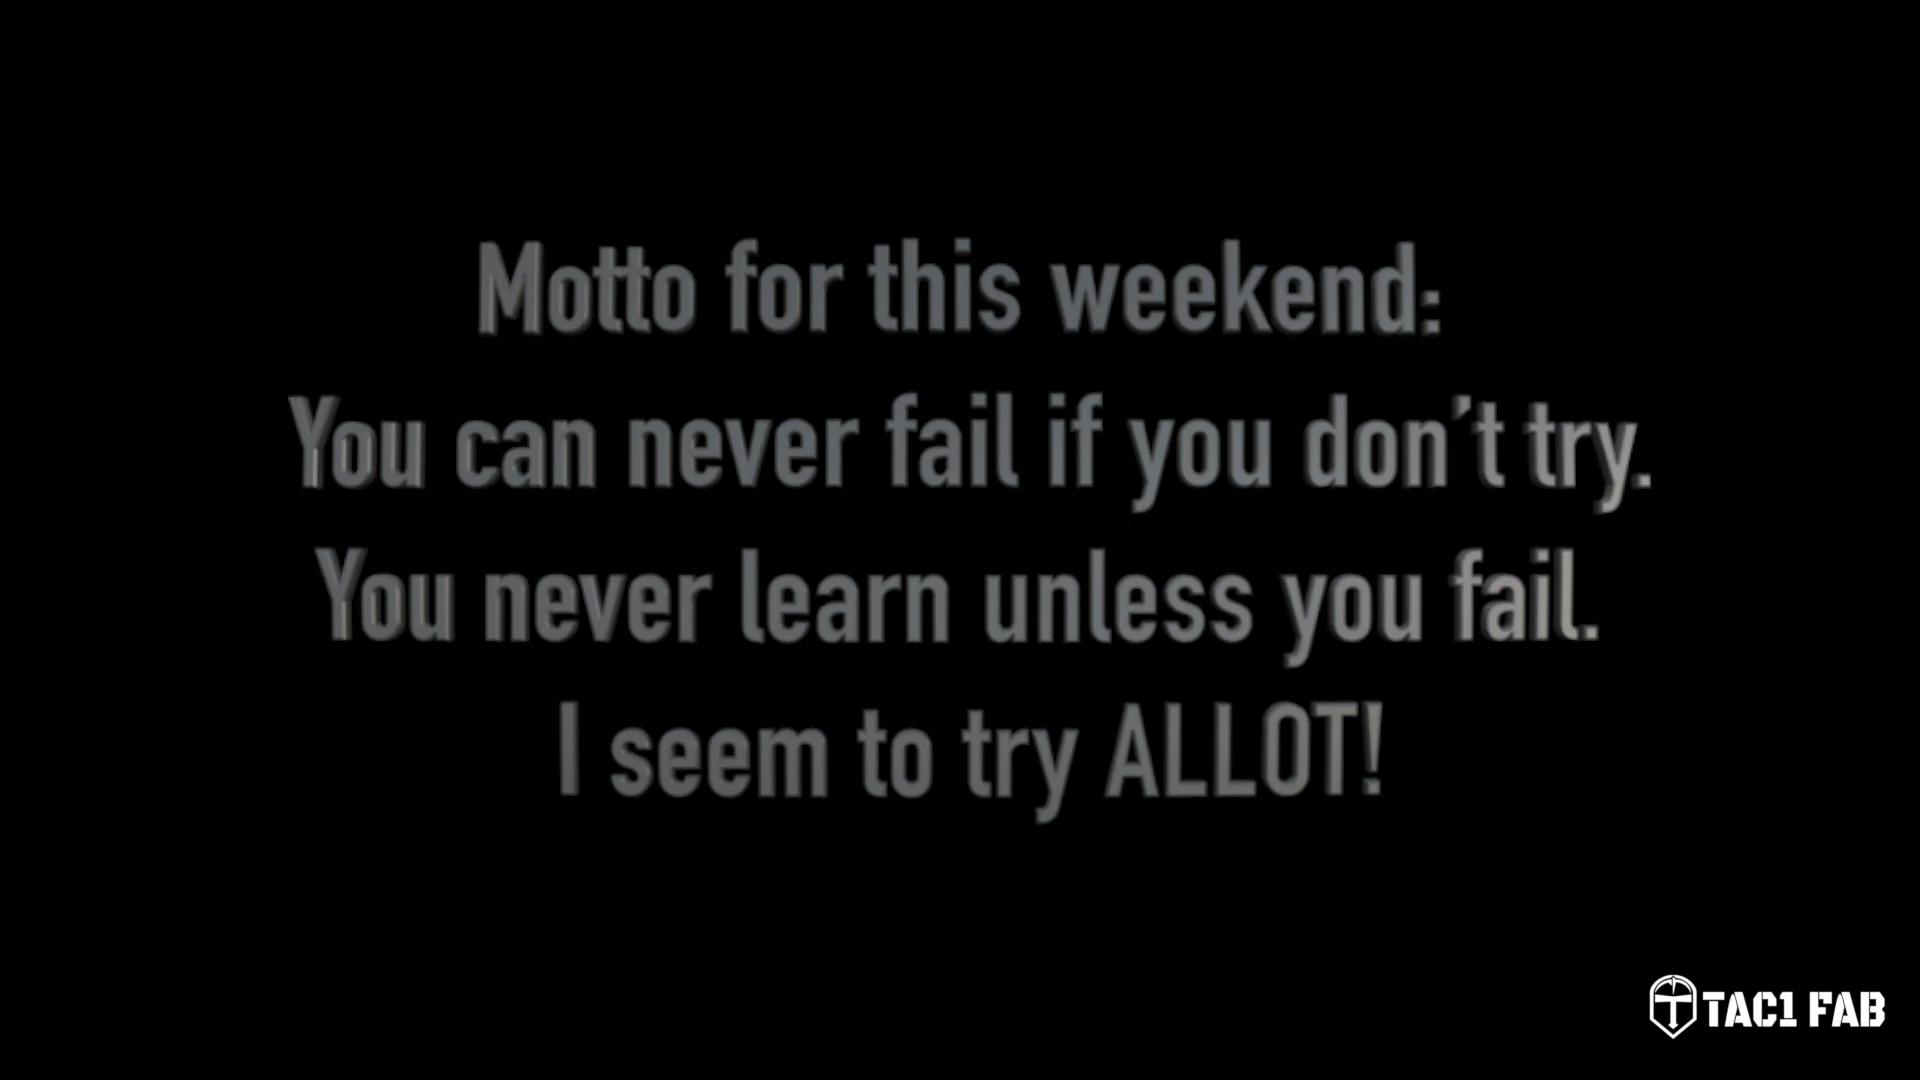 Motto for this weekend:
You can never fail if you don’t try.
You never learn unless you fail.
I seem to try ALLOT!
TAC1 FAB